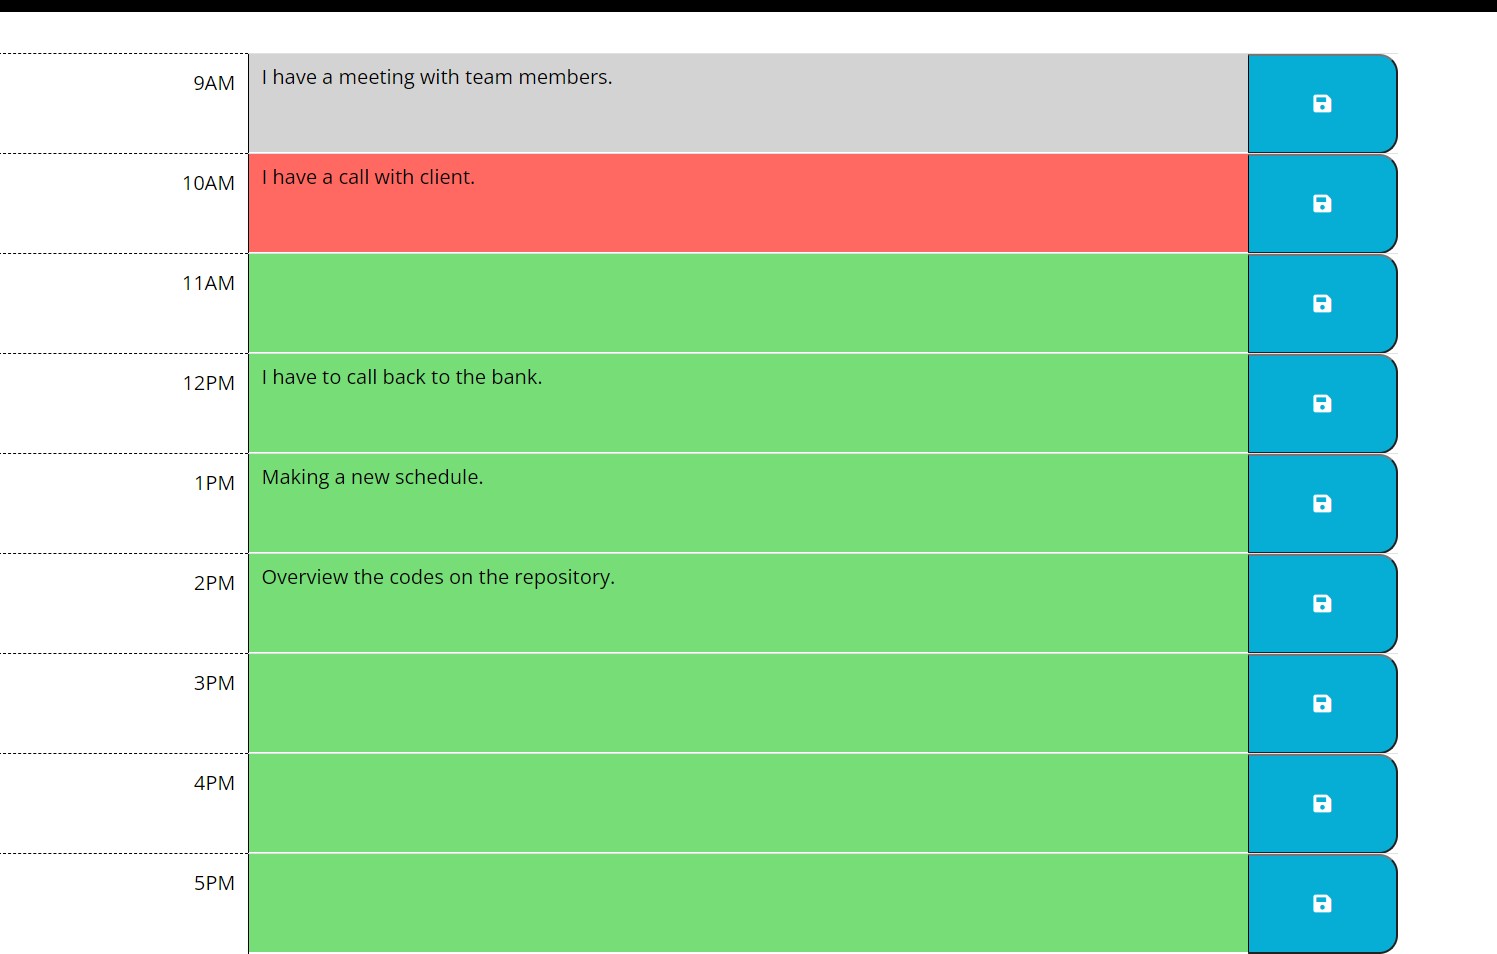 9AM I have a meeting with team members.
10AM I have a call with client.
11AM
12PM I have to call back to the bank.
1PM Making a new schedule.
2PM Overview the codes on the repository.
3PM
4PM
5PM